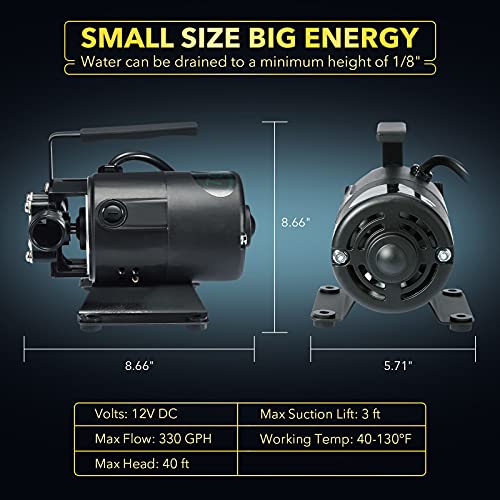 SMALL SIZE BIG ENERGY
Water can be drained to a minimum height of 1/8"
8.66"
8.66"
5.71"
Volts: 12V DC
Max Suction Lift: 3 ft
Max Flow: 330 GPH
Working Temp: 40-130°F
Max Head: 40 ft